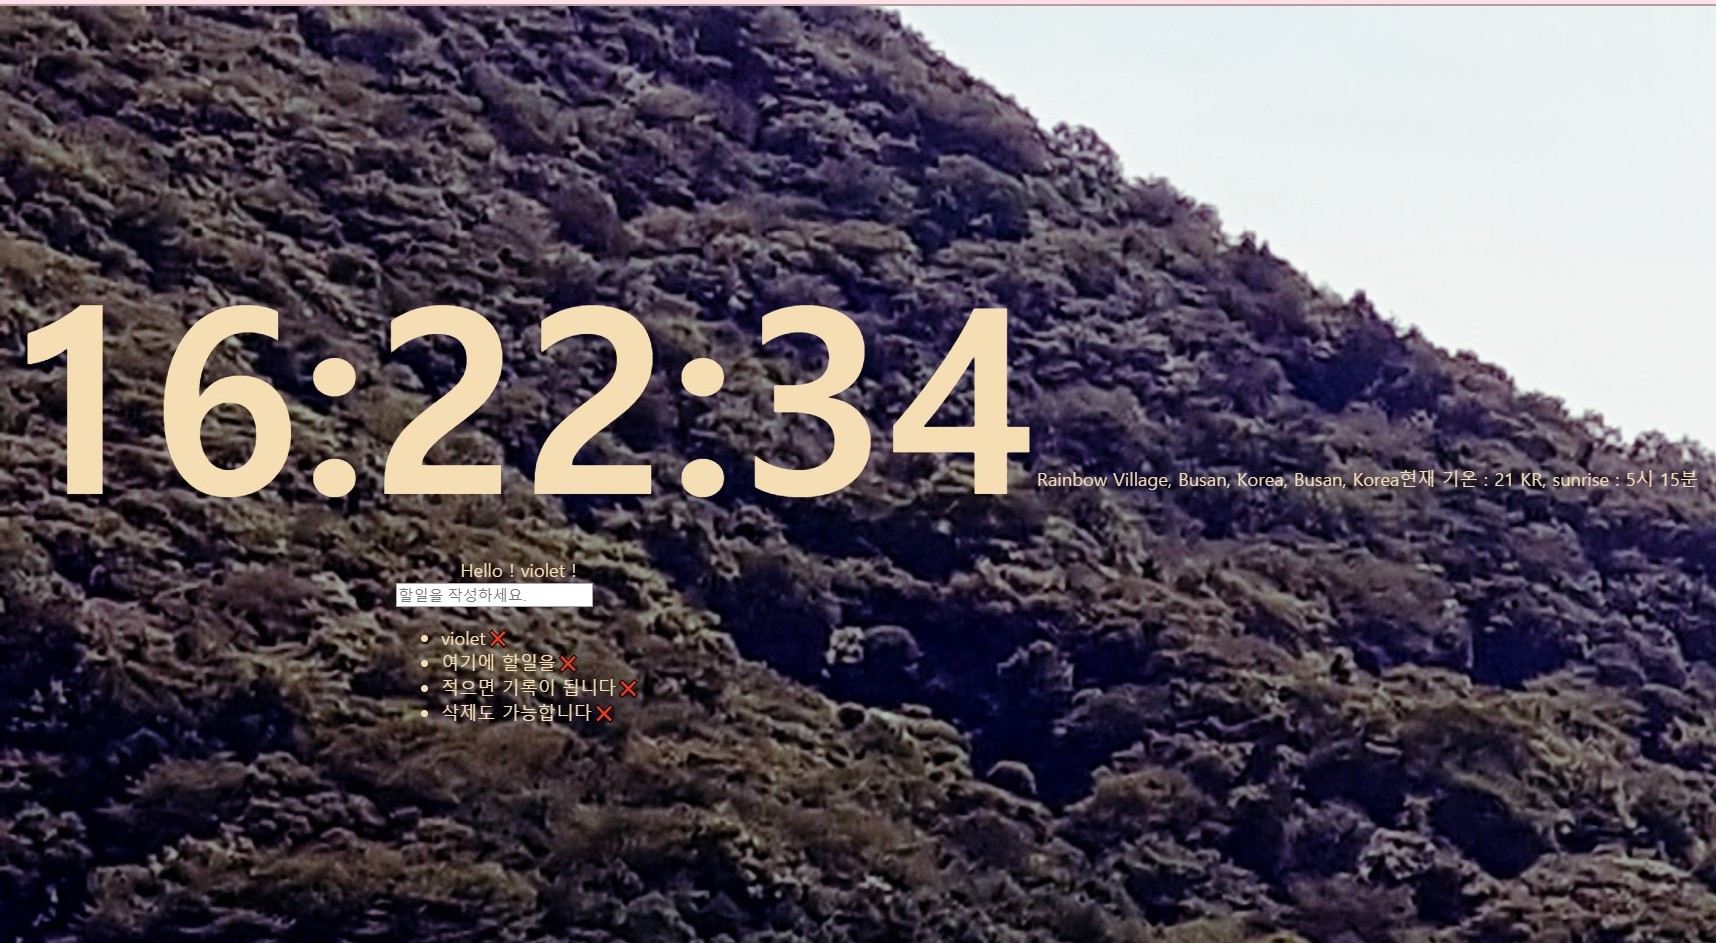 16:22:34
Rainbow Village, Busan, Korea, Busan, Korea현재 기온 : 21 KR, sunrise : 5시 15분
Hello ! violet !
할일을 작성하세요.
violet❌
여기에 할일을❌
적으면 기록이 됩니다❌
삭제도 가능합니다❌